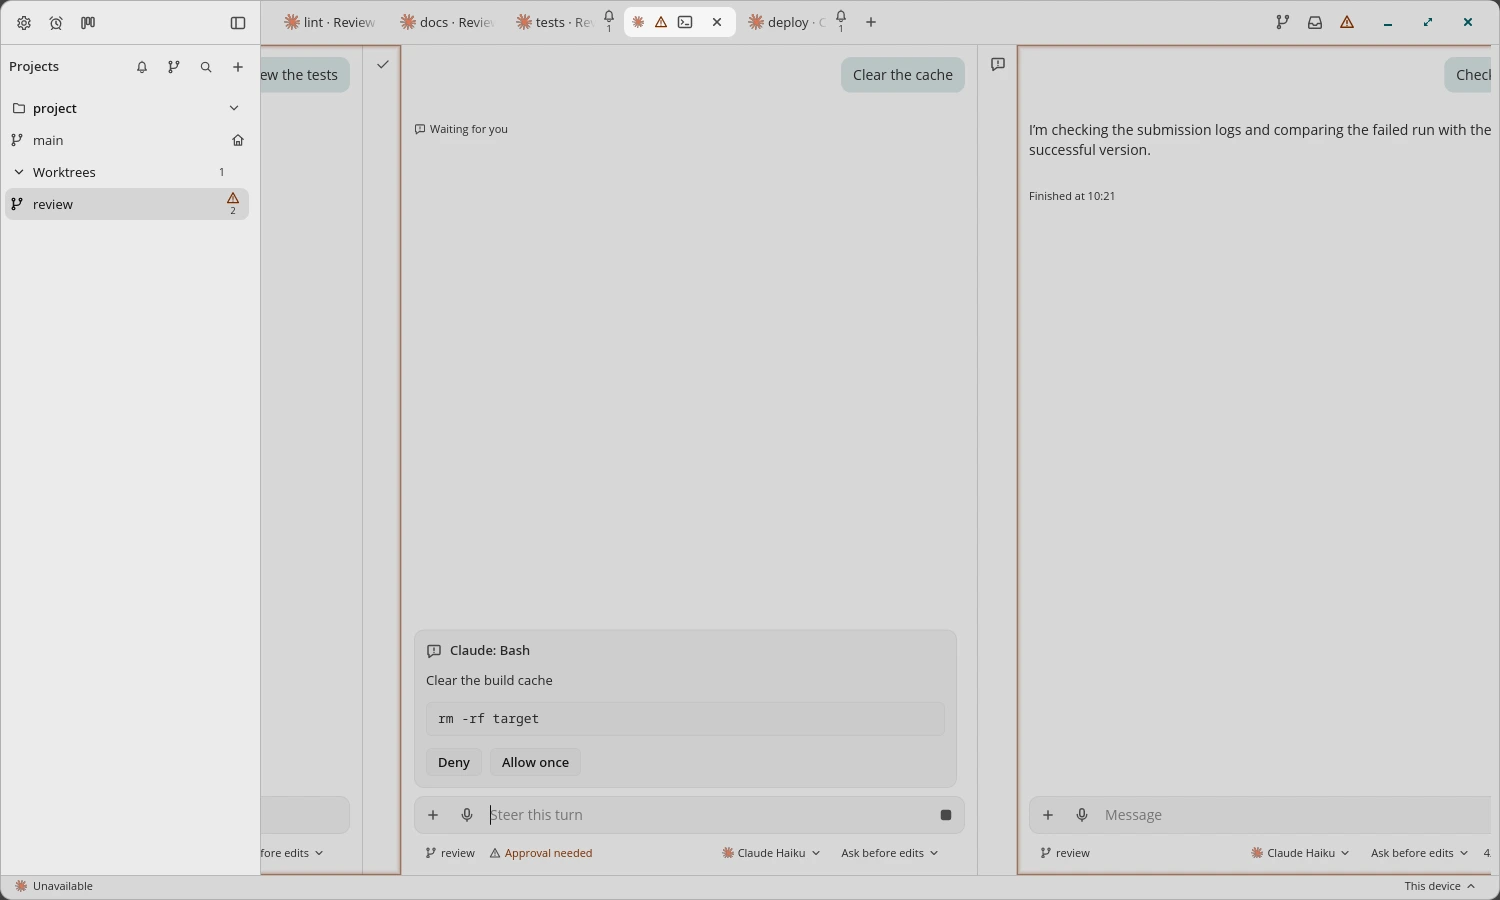 lint · Review
docs · Review
tests · Re
1
deploy ·
1
Projects
project
main
Worktrees
1
review
2
ew the tests
Clear the cache
Check
Waiting for you
I'm checking the submission logs and comparing the failed run with the
successful version.
Finished at 10:21
Claude: Bash
Clear the build cache
rm -rf target
Deny
Allow once
Steer this turn
Message
fore edits
review
Approval needed
Claude Haiku
Ask before edits
review
Claude Haiku
Ask before edits
4
Unavailable
This device